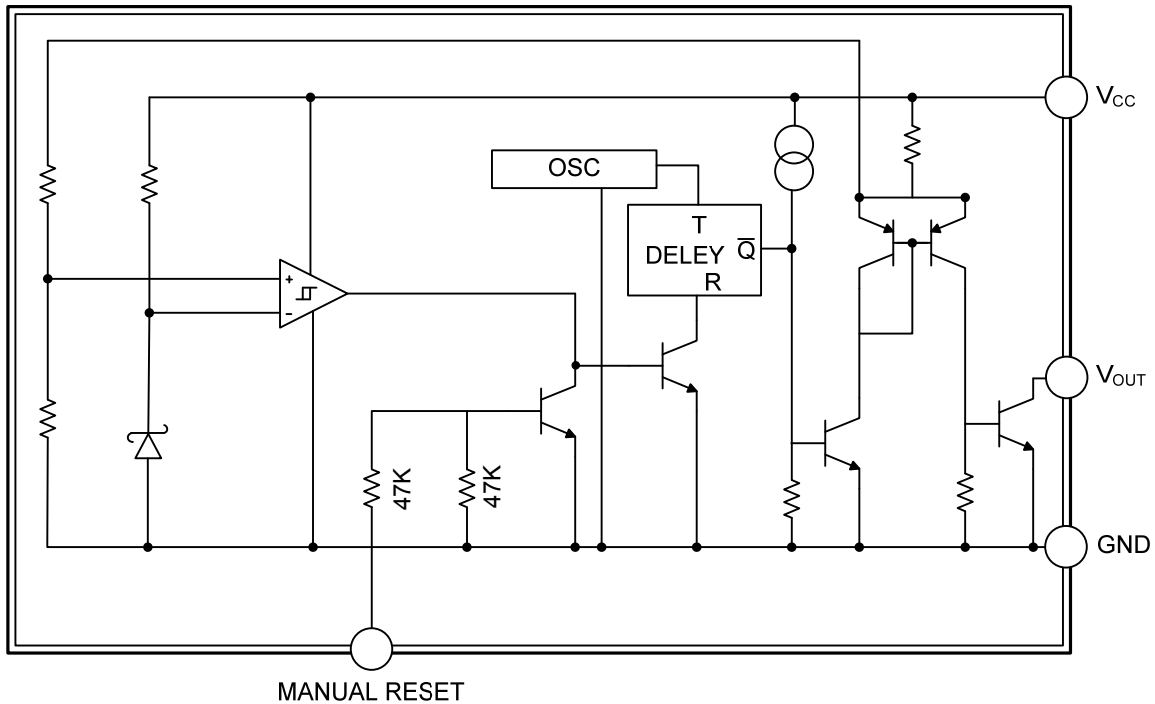 VCC
OSC
T
DELEY Q̅
R
+
-
VOUT
47K
47K
GND
MANUAL RESET